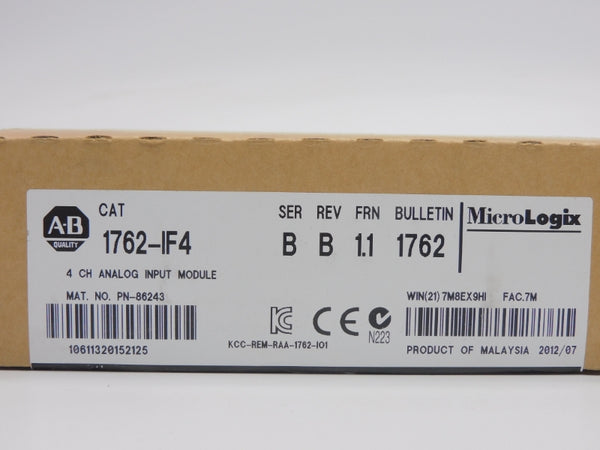 A-B
QUALITY
CAT
1762-IF4
SER REV FRN BULLETIN
B B 1.1 1762
MicroLogix
4 CH ANALOG INPUT MODULE
MAT. NO. PN-86243
10611320152125
KCC-REM-RAA-1762-IO1
CE
N223
WIN(21) 7M8EX9HI FAC.7M
PRODUCT OF MALAYSIA 2012/07